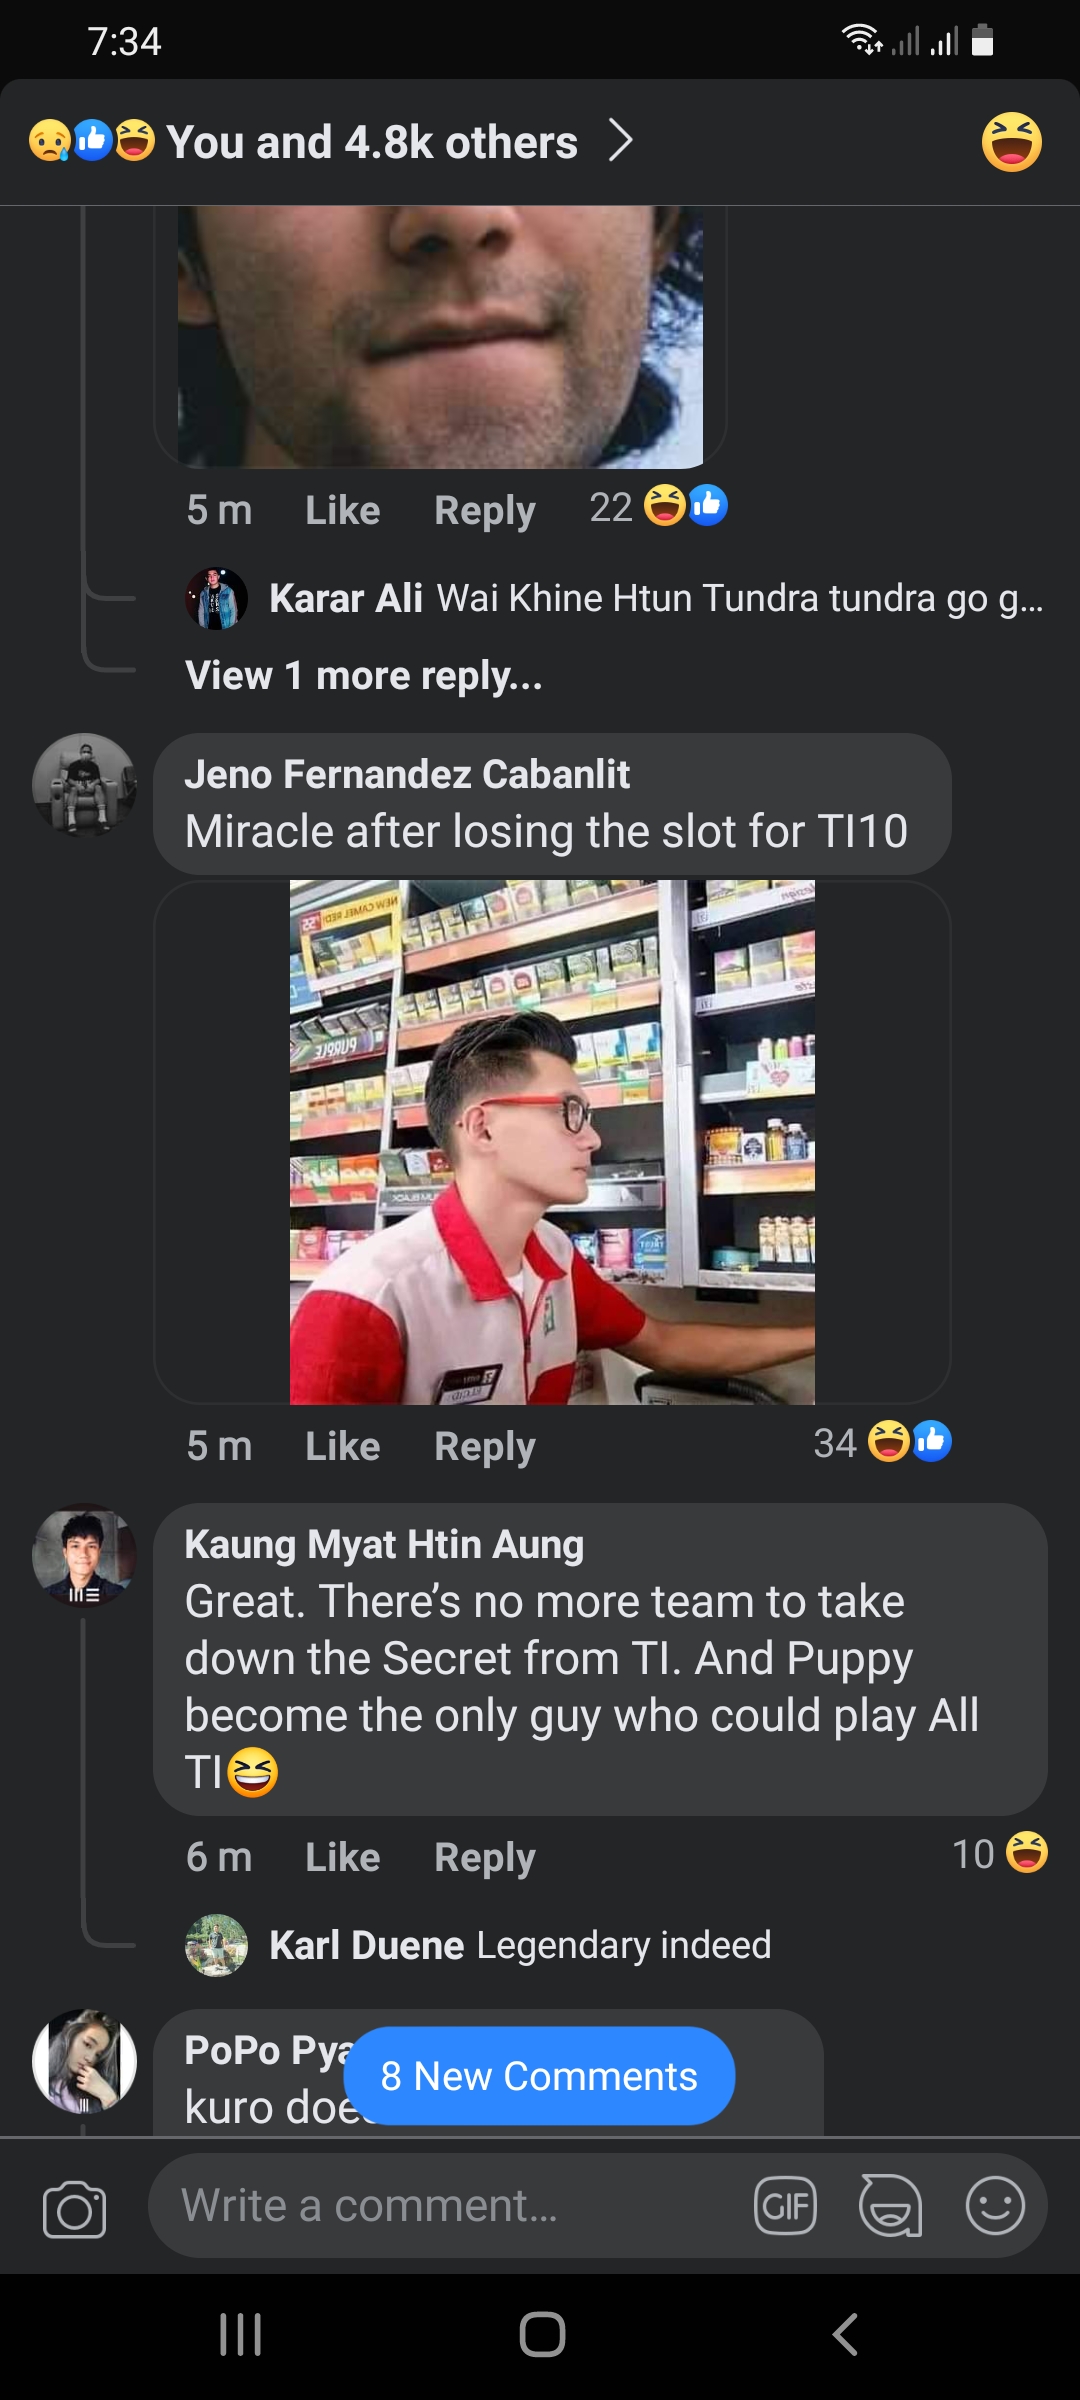 7:34
You and 4.8k others
5 m Like Reply 22
Karar Ali Wai Khine Htun Tundra tundra go g...
View 1 more reply...
Jeno Fernandez Cabanlit
Miracle after losing the slot for TI10
NEW CAMEL RED
PURPLE
5 m Like Reply 34
Kaung Myat Htin Aung
Great. There's no more team to take
down the Secret from TI. And Puppy
become the only guy who could play All
TI😆
6 m Like Reply 10
Karl Duene Legendary indeed
PoPo
8 New Comments
kuro
Write a comment...
GIF